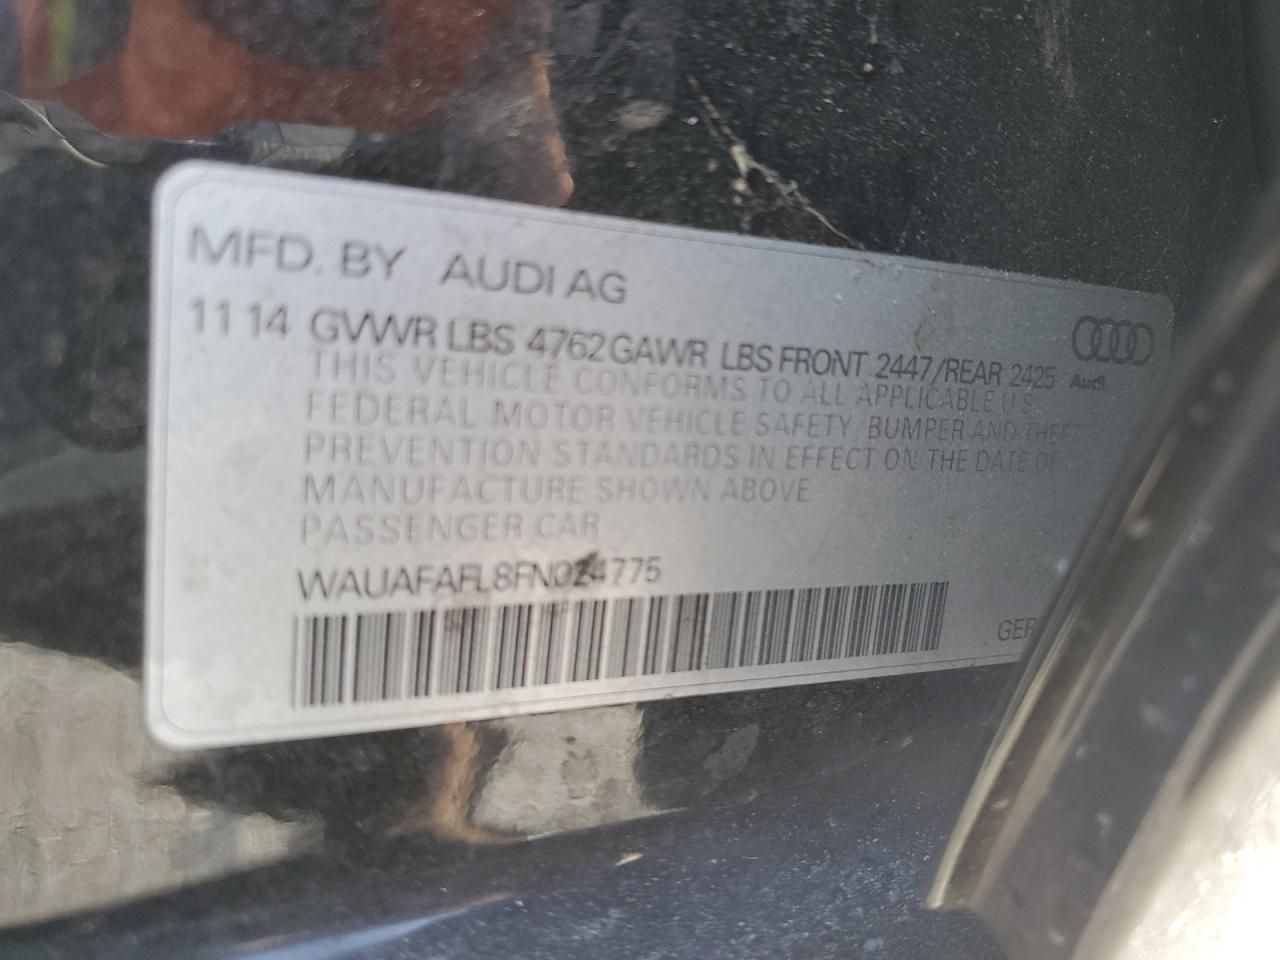 MFD. BY AUDI AG
11 14 GVWR LBS 4762 GAWR LBS FRONT 2447/REAR 2425
Audi
THIS VEHICLE CONFORMS TO ALL APPLICABLE U S
FEDERAL MOTOR VEHICLE SAFETY, BUMPER AND THEFT
PREVENTION STANDARDS IN EFFECT ON THE DATE OF
MANUFACTURE SHOWN ABOVE
PASSENGER CAR
WAUAFAFL8FN024775
GER